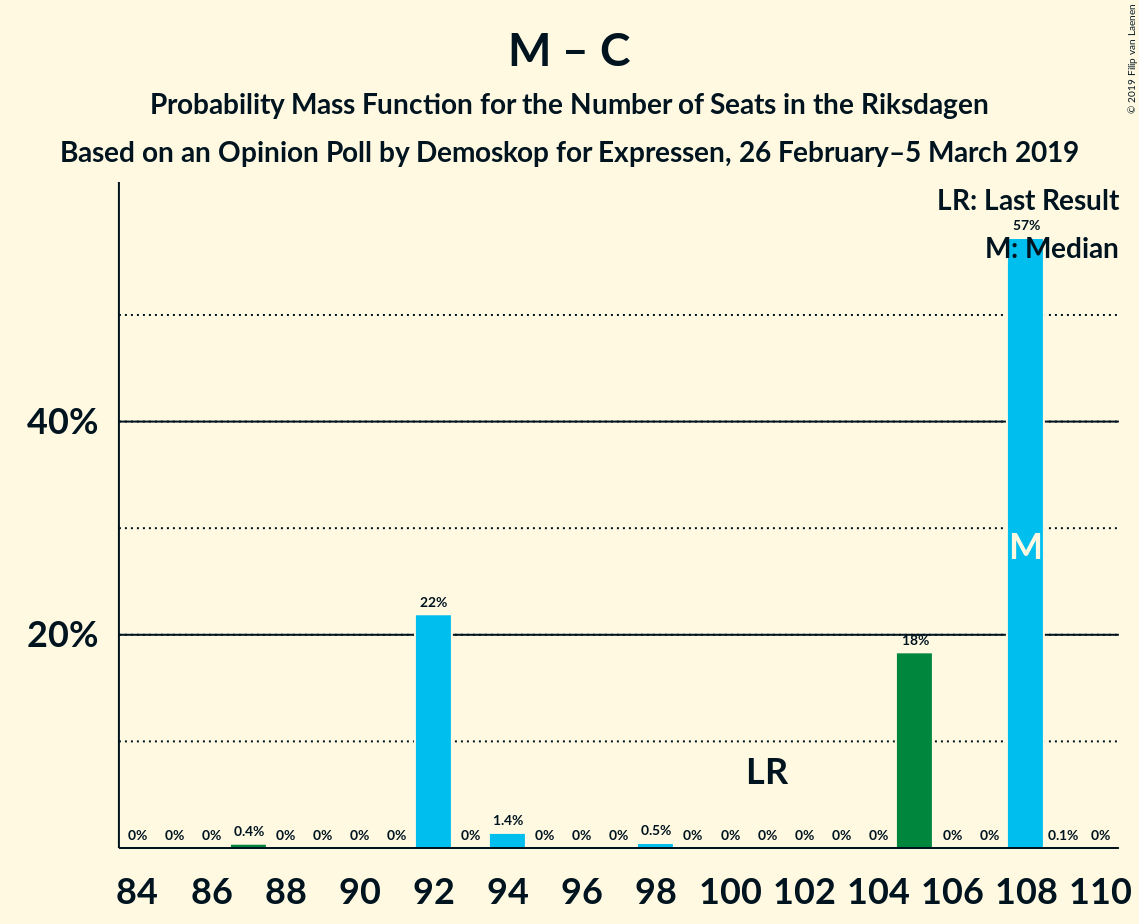 M – C
Probability Mass Function for the Number of Seats in the Riksdagen
Based on an Opinion Poll by Demoskop for Expressen, 26 February–5 March 2019
© 2019 Filip van Laenen
LR: Last Result
57%
M: Median
40%
M
22%
20%
18%
LR
0% 0% 0% 0.4% 0% 0% 0% 0% 0% 1.4% 0% 0% 0% 0.5% 0% 0% 0% 0% 0% 0% 0% 0% 0.1% 0%
84 86 88 90 92 94 96 98 100 102 104 106 108 110